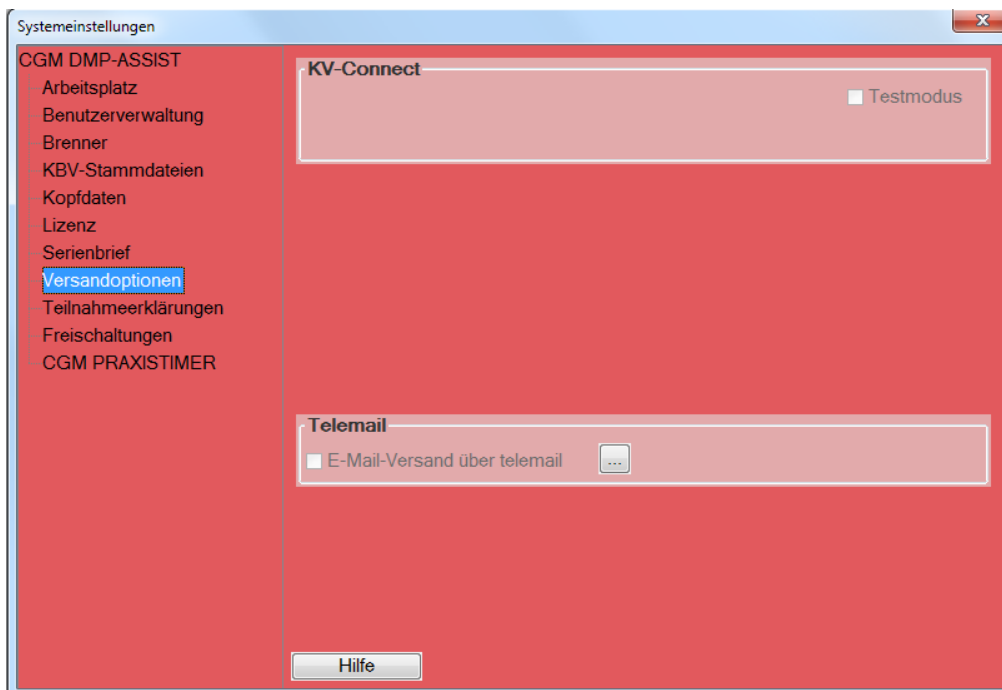 Systemeinstellungen
CGM DMP-ASSIST
Arbeitsplatz
Benutzerverwaltung
Brenner
KBV-Stammdateien
Kopfdaten
Lizenz
Serienbrief
Versandoptionen
Teilnahmeerklärungen
Freischaltungen
CGM PRAXISTIMER
KV-Connect
Testmodus
Telemail
E-Mail-Versand über telemail
...
Hilfe